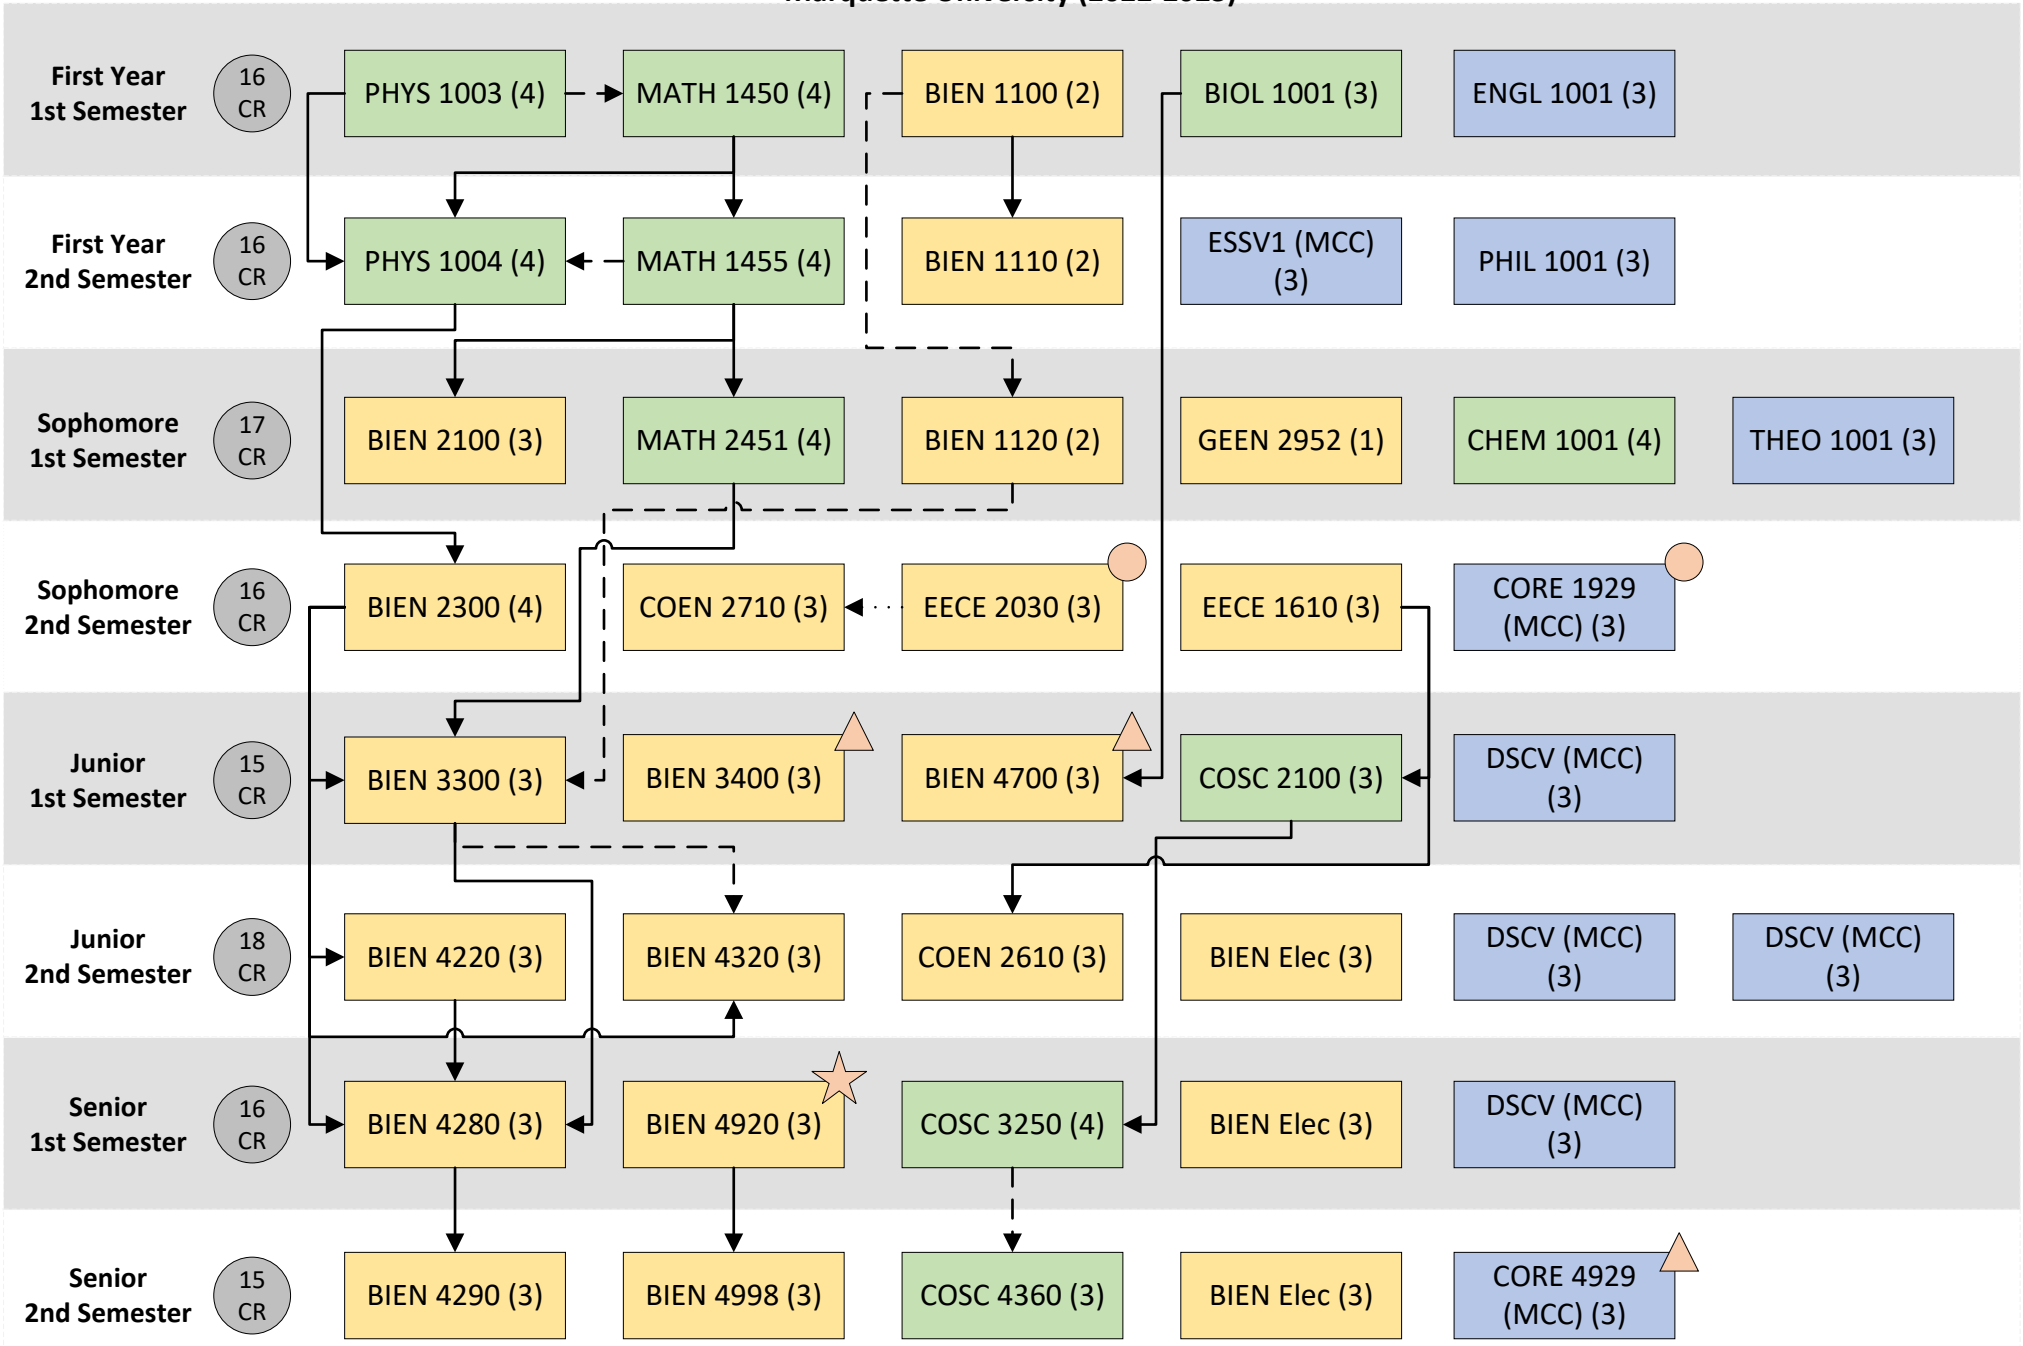 Marquette University (2022-2023)
First Year
1st Semester
16
CR
PHYS 1003 (4)
MATH 1450 (4)
BIEN 1100 (2)
BIOL 1001 (3)
ENGL 1001 (3)
First Year
2nd Semester
16
CR
PHYS 1004 (4)
MATH 1455 (4)
BIEN 1110 (2)
ESSV1 (MCC)
(3)
PHIL 1001 (3)
Sophomore
1st Semester
17
CR
BIEN 2100 (3)
MATH 2451 (4)
BIEN 1120 (2)
GEEN 2952 (1)
CHEM 1001 (4)
THEO 1001 (3)
Sophomore
2nd Semester
16
CR
BIEN 2300 (4)
COEN 2710 (3)
EECE 2030 (3)
EECE 1610 (3)
CORE 1929
(MCC) (3)
Junior
1st Semester
15
CR
BIEN 3300 (3)
BIEN 3400 (3)
BIEN 4700 (3)
COSC 2100 (3)
DSCV (MCC)
(3)
Junior
2nd Semester
18
CR
BIEN 4220 (3)
BIEN 4320 (3)
COEN 2610 (3)
BIEN Elec (3)
DSCV (MCC)
(3)
DSCV (MCC)
(3)
Senior
1st Semester
16
CR
BIEN 4280 (3)
BIEN 4920 (3)
COSC 3250 (4)
BIEN Elec (3)
DSCV (MCC)
(3)
Senior
2nd Semester
15
CR
BIEN 4290 (3)
BIEN 4998 (3)
COSC 4360 (3)
BIEN Elec (3)
CORE 4929
(MCC) (3)